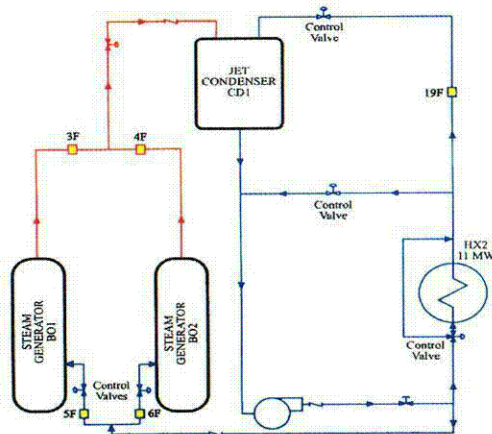 Control
Valve
JET
CONDENSER
CD1
19F
3F
4F
Control
Valve
HX2
11 MW
STEAM
GENERATOR
BO1
STEAM
GENERATOR
BO2
Control
Valve
Control
Valves
5F
6F